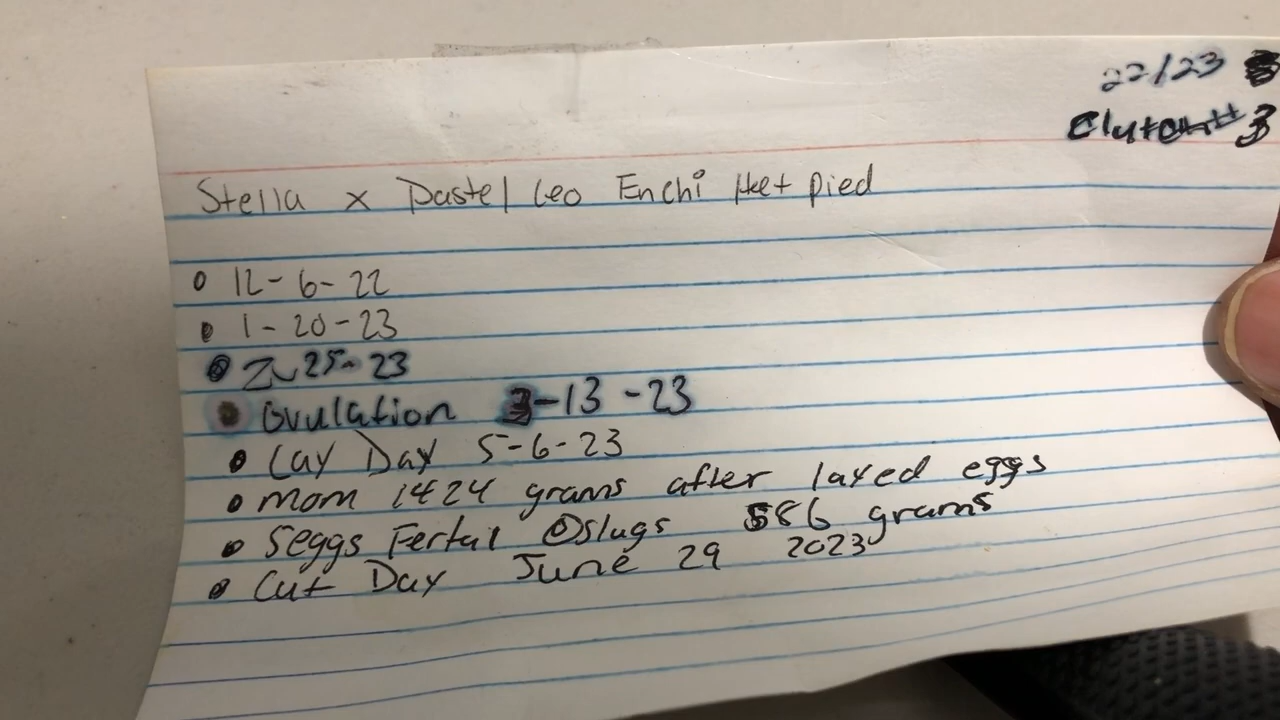 22/23
Clutch # 3
Stella x Pastel Leo Enchi Het pied
12-6-22
1-20-23
2-25-23
Ovulation 3-13-23
Lay Day 5-6-23
mom 1424 grams after layed eggs
5eggs Fertal 0slugs 586 grams
Cut Day June 29 2023